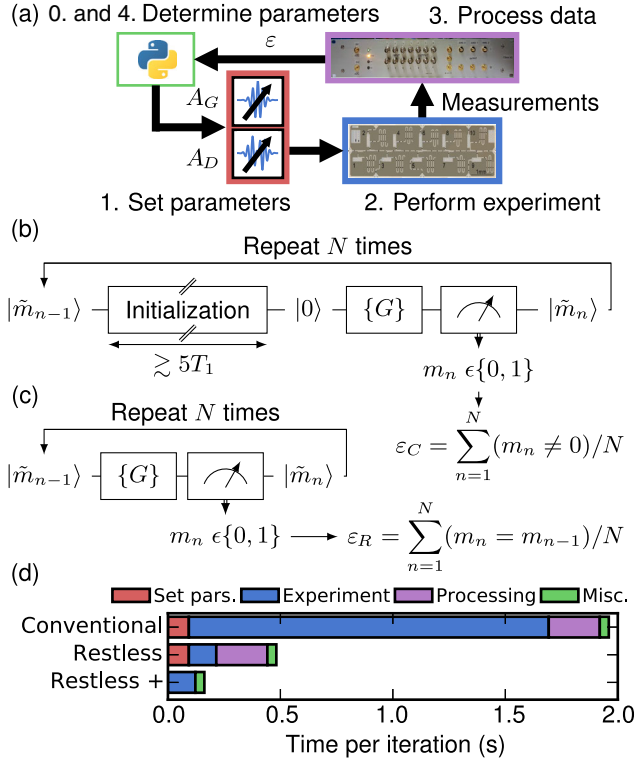 (a) 0. and 4. Determine parameters
3. Process data
ε
A_G
A_D
Measurements
1. Set parameters
2. Perform experiment
(b)
Repeat N times
|m̃_{n−1}⟩ Initialization |0⟩ {G} |m̃_n⟩
≳ 5T_1
m_n ϵ{0, 1}
(c)
Repeat N times
ε_C = ∑_{n=1}^{N} (m_n ≠ 0)/N
|m̃_{n−1}⟩ {G} |m̃_n⟩
m_n ϵ{0, 1} ⟶ ε_R = ∑_{n=1}^{N} (m_n = m_{n−1})/N
(d)
Set pars. Experiment Processing Misc.
Conventional
Restless
Restless +
0.0 0.5 1.0 1.5 2.0
Time per iteration (s)